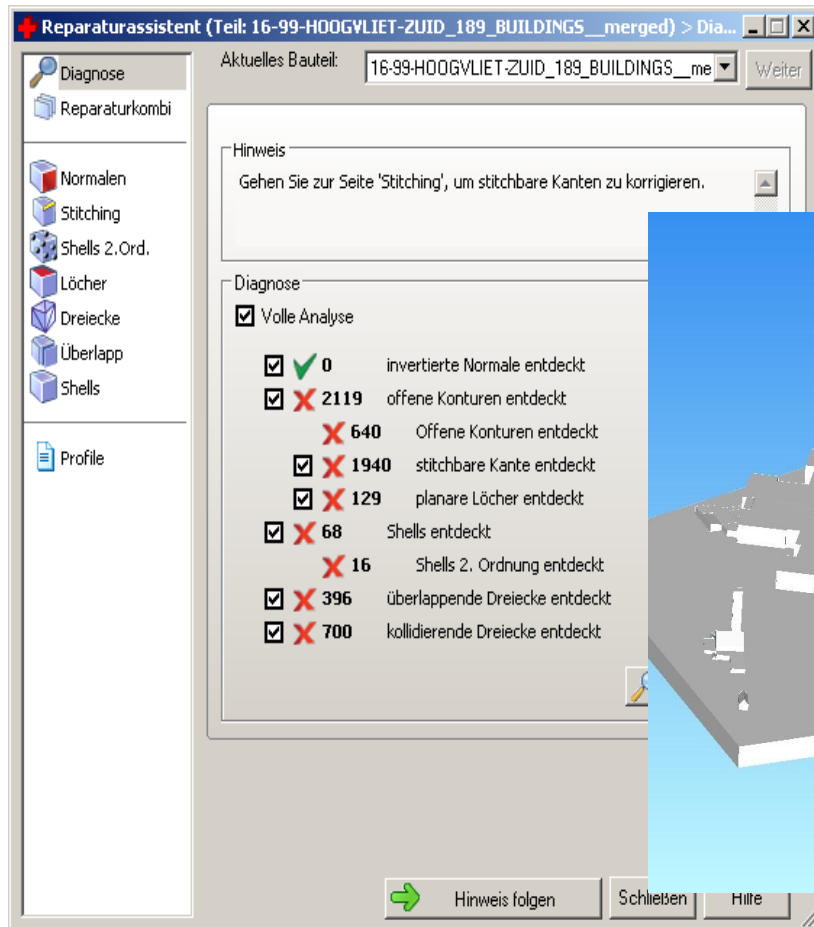 Reparaturassistent (Teil: 16-99-HOOGVLIET-ZUID_189_BUILDINGS__merged) > Dia...
Diagnose
Reparaturkombi
Normalen
Stitching
Shells 2.Ord.
Löcher
Dreiecke
Überlapp
Shells
Profile
Aktuelles Bauteil:
16-99-HOOGVLIET-ZUID_189_BUILDINGS__me
Weiter
Hinweis
Gehen Sie zur Seite 'Stitching', um stitchbare Kanten zu korrigieren.
Diagnose
Volle Analyse
0 invertierte Normale entdeckt
2119 offene Konturen entdeckt
640 Offene Konturen entdeckt
1940 stitchbare Kante entdeckt
129 planare Löcher entdeckt
68 Shells entdeckt
16 Shells 2. Ordnung entdeckt
396 überlappende Dreiecke entdeckt
700 kollidierende Dreiecke entdeckt
Hinweis folgen
Schließen
Hilfe